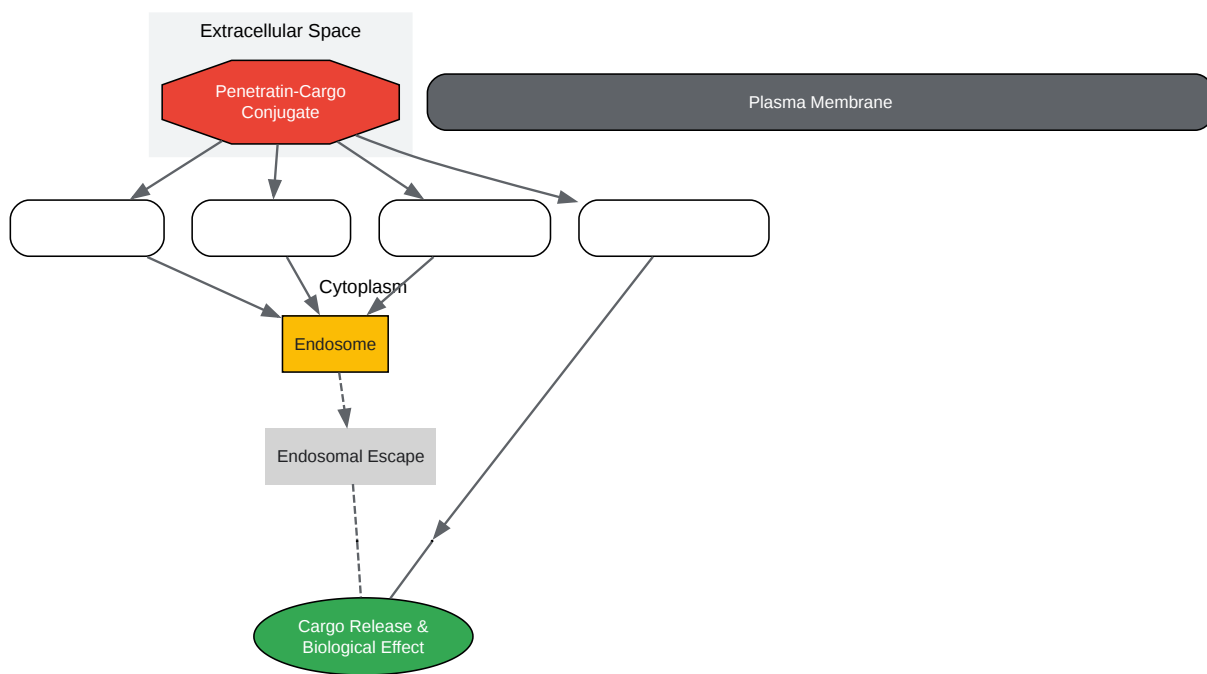 Extracellular Space
Penetratin-Cargo
Conjugate
Plasma Membrane
Cytoplasm
Endosome
Endosomal Escape
Cargo Release &
Biological Effect